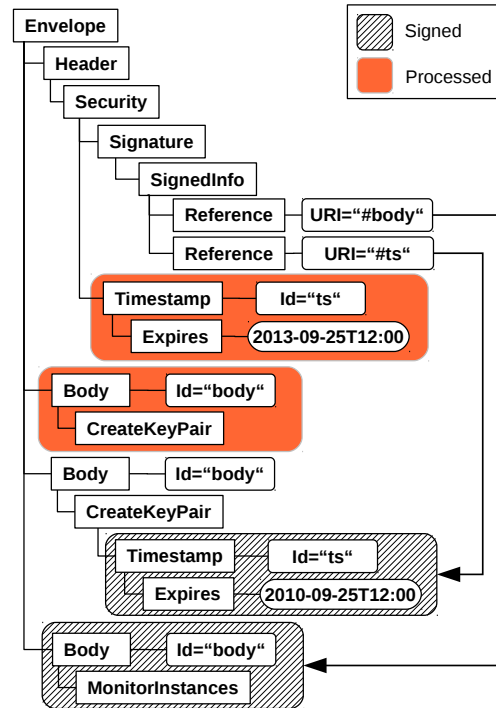 Envelope
Signed
Header
Processed
Security
Signature
SignedInfo
Reference URI="#body"
Reference URI="#ts"
Timestamp Id="ts"
Expires 2013-09-25T12:00
Body Id="body"
CreateKeyPair
Body Id="body"
CreateKeyPair
Timestamp Id="ts"
Expires 2010-09-25T12:00
Body Id="body"
MonitorInstances